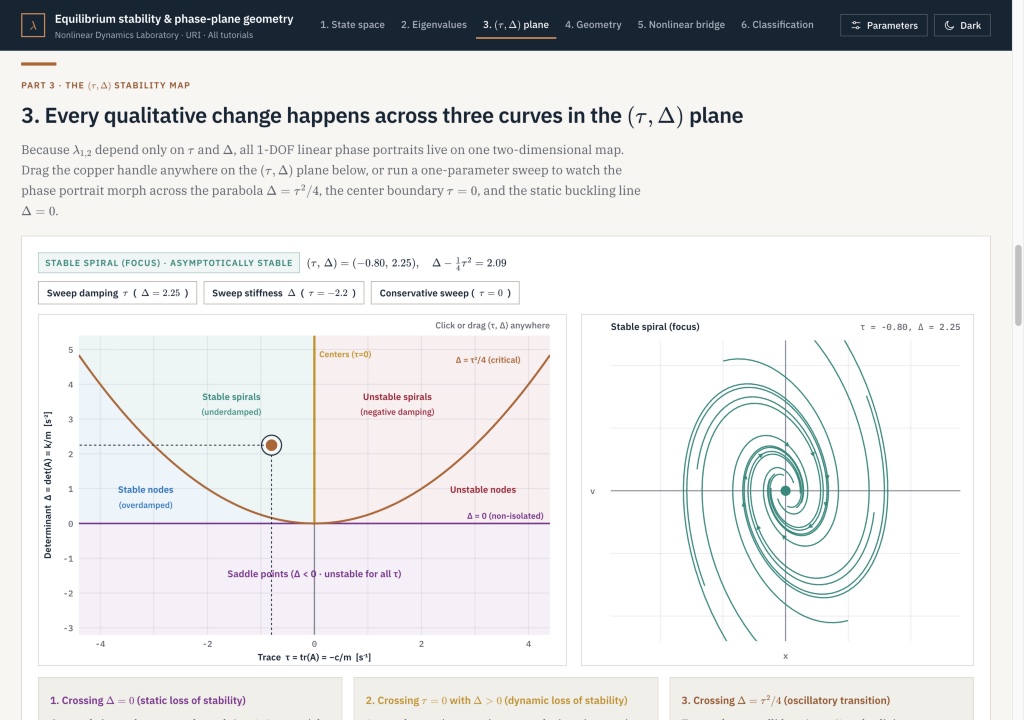 λ
Equilibrium stability & phase-plane geometry
Nonlinear Dynamics Laboratory · URI · All tutorials
1. State space
2. Eigenvalues
3. (τ, Δ) plane
4. Geometry
5. Nonlinear bridge
6. Classification
Parameters
Dark
PART 3 · THE (τ, Δ) STABILITY MAP
3. Every qualitative change happens across three curves in the (τ, Δ) plane
Because λ1,2 depend only on τ and Δ, all 1-DOF linear phase portraits live on one two-dimensional map.
Drag the copper handle anywhere on the (τ, Δ) plane below, or run a one-parameter sweep to watch the
phase portrait morph across the parabola Δ = τ²/4, the center boundary τ = 0, and the static buckling line
Δ = 0.
STABLE SPIRAL (FOCUS) · ASYMPTOTICALLY STABLE
(τ, Δ) = (−0.80, 2.25), Δ − ¼τ² = 2.09
Sweep damping τ ( Δ = 2.25 )
Sweep stiffness Δ ( τ = −2.2 )
Conservative sweep ( τ = 0 )
Click or drag (τ, Δ) anywhere
Centers (τ=0)
Δ = τ²/4 (critical)
Stable spirals
(underdamped)
Unstable spirals
(negative damping)
Stable nodes
(overdamped)
Unstable nodes
Δ = 0 (non-isolated)
Saddle points (Δ < 0 · unstable for all τ)
5
4
3
2
1
0
-1
-2
-3
-4
-2
0
2
4
Determinant Δ = det(A) = k/m [s⁻²]
Trace τ = tr(A) = −c/m [s⁻¹]
Stable spiral (focus)
τ = -0.80, Δ = 2.25
v
x
1. Crossing Δ = 0 (static loss of stability)
2. Crossing τ = 0 with Δ > 0 (dynamic loss of stability)
3. Crossing Δ = τ²/4 (oscillatory transition)